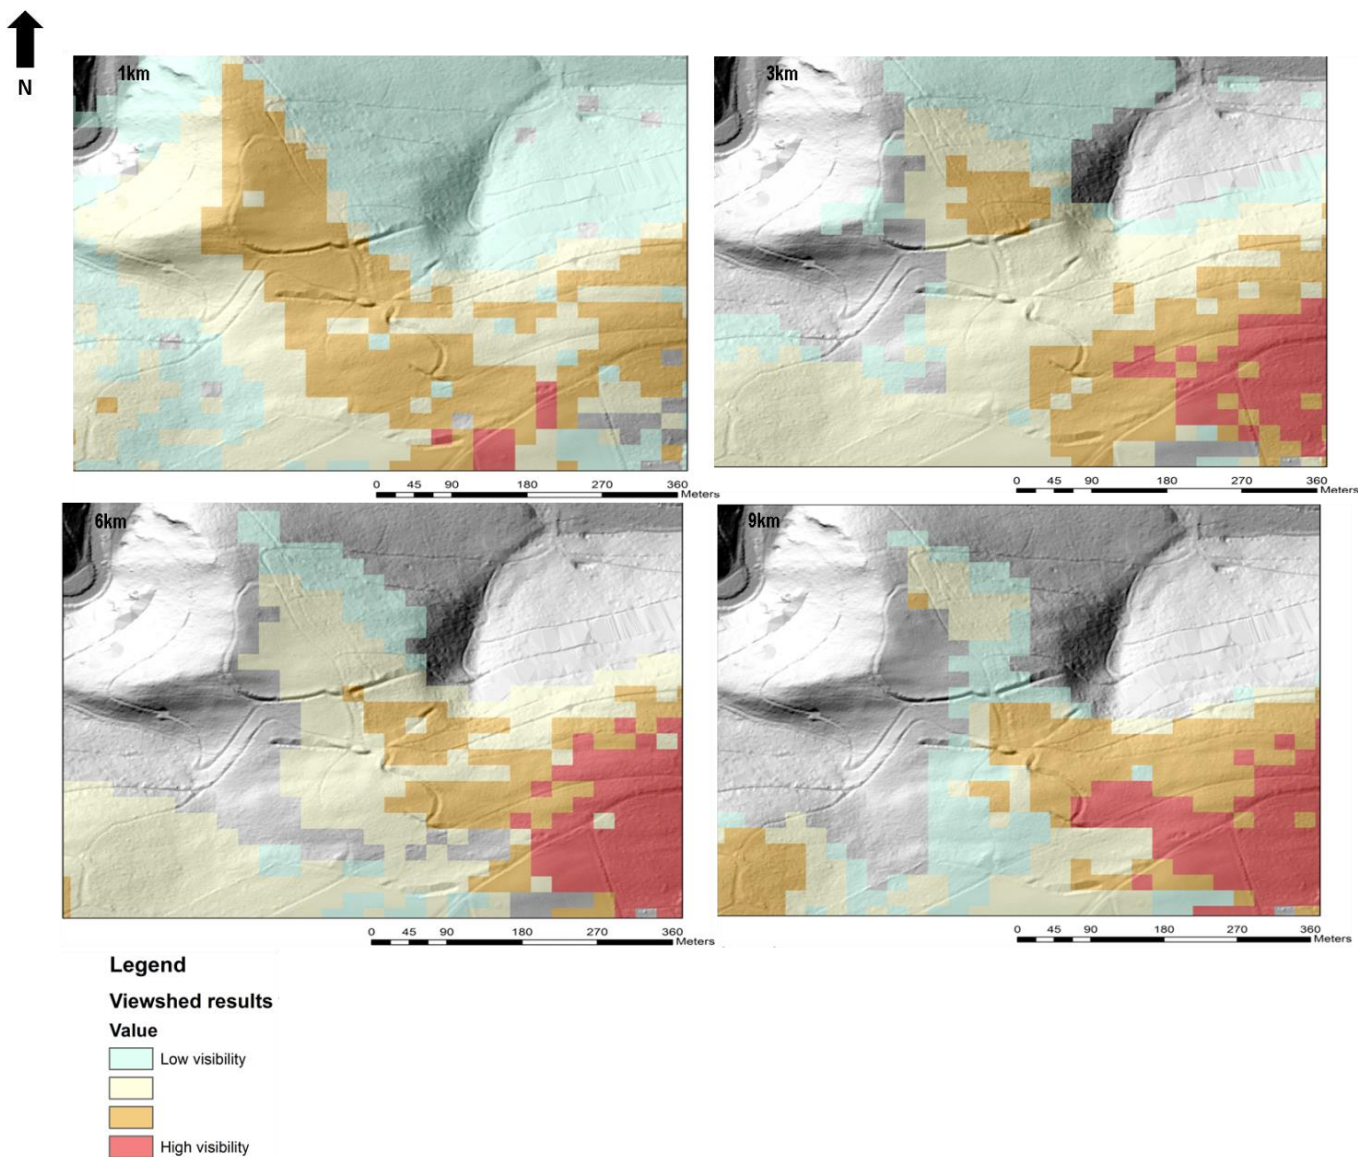 N
1km
3km
0 45 90 180 270 360
Meters
0 45 90 180 270 360
Meters
6km
9km
0 45 90 180 270 360
Meters
0 45 90 180 270 360
Meters
Legend
Viewshed results
Value
Low visibility
High visibility